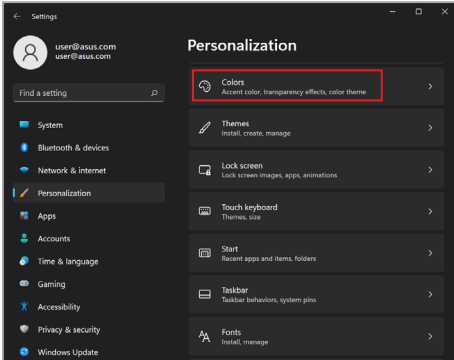 Settings
user@asus.com
user@asus.com
Find a setting
System
Bluetooth & devices
Network & internet
Personalization
Apps
Accounts
Time & language
Gaming
Accessibility
Privacy & security
Windows Update
Personalization
Colors
Accent color, transparency effects, color theme
Themes
Install, create, manage
Lock screen
Lock screen images, apps, animations
Touch keyboard
Themes, size
Start
Recent apps and items, folders
Taskbar
Taskbar behaviors, system pins
Fonts
Install, manage